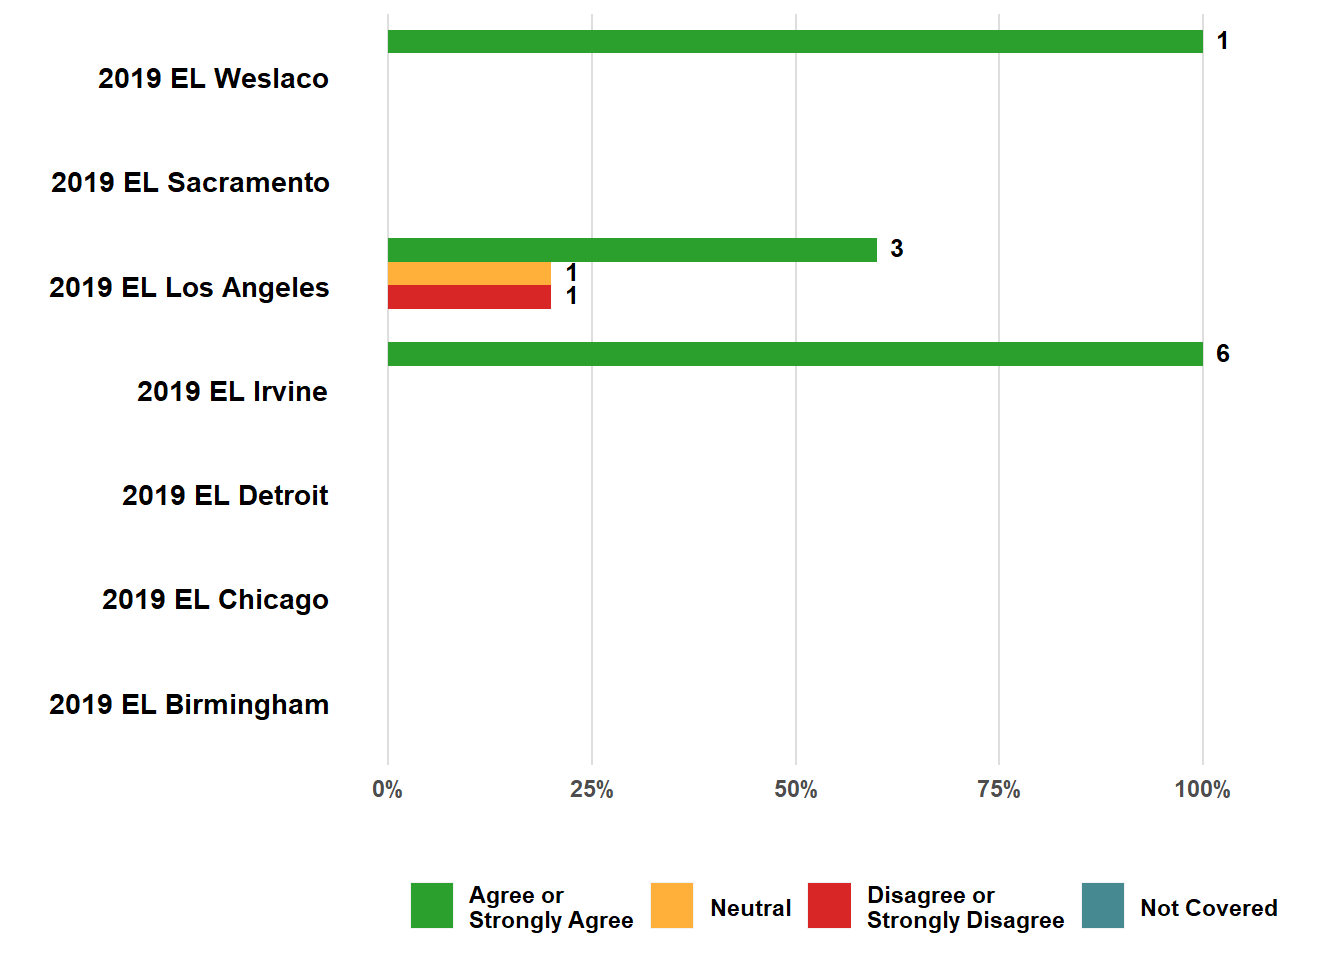 1
2019 EL Weslaco
2019 EL Sacramento
3
1
2019 EL Los Angeles
1
6
2019 EL Irvine
2019 EL Detroit
2019 EL Chicago
2019 EL Birmingham
0% 25% 50% 75% 100%
Agree or
Strongly Agree
Neutral
Disagree or
Strongly Disagree
Not Covered